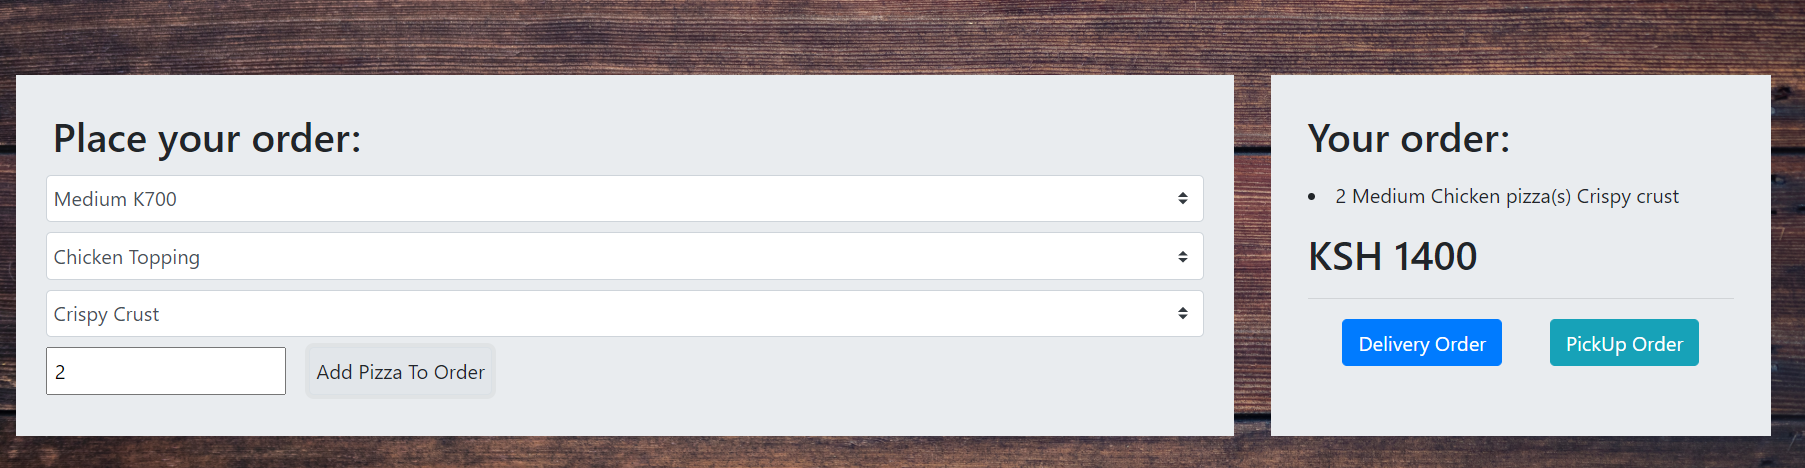 Place your order:
Medium K700
Chicken Topping
Crispy Crust
2
Add Pizza To Order
Your order:
2 Medium Chicken pizza(s) Crispy crust
KSH 1400
Delivery Order
PickUp Order